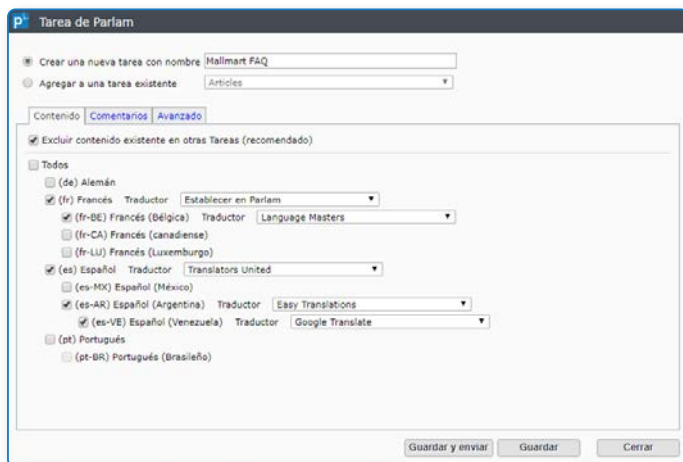 p Tarea de Parlam
Crear una nueva tarea con nombre Mallmart FAQ
Agregar a una tarea existente Articles
Contenido Comentarios Avanzado
Excluir contenido existente en otras Tareas (recomendado)
Todos
(de) Alemán
(fr) Francés Traductor Establecer en Parlam
(fr-BE) Francés (Bélgica) Traductor Language Masters
(fr-CA) Francés (canadiense)
(fr-LU) Francés (Luxemburgo)
(es) Español Traductor Translators United
(es-MX) Español (México)
(es-AR) Español (Argentina) Traductor Easy Translations
(es-VE) Español (Venezuela) Traductor Google Translate
(pt) Portugués
(pt-BR) Portugués (Brasileño)
Guardar y enviar Guardar Cerrar